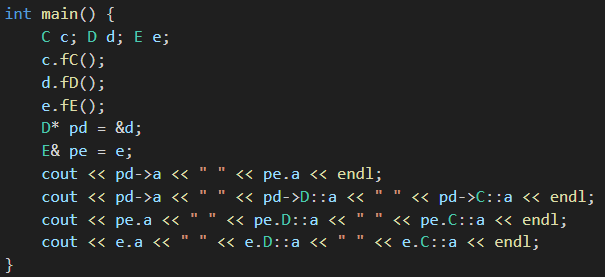 int main() {
    C c; D d; E e;
    c.fC();
    d.fD();
    e.fE();
    D* pd = &d;
    E& pe = e;
    cout << pd->a << " " << pe.a << endl;
    cout << pd->a << " " << pd->D::a << " " << pd->C::a << endl;
    cout << pe.a << " " << pe.D::a << " " << pe.C::a << endl;
    cout << e.a << " " << e.D::a << " " << e.C::a << endl;
}